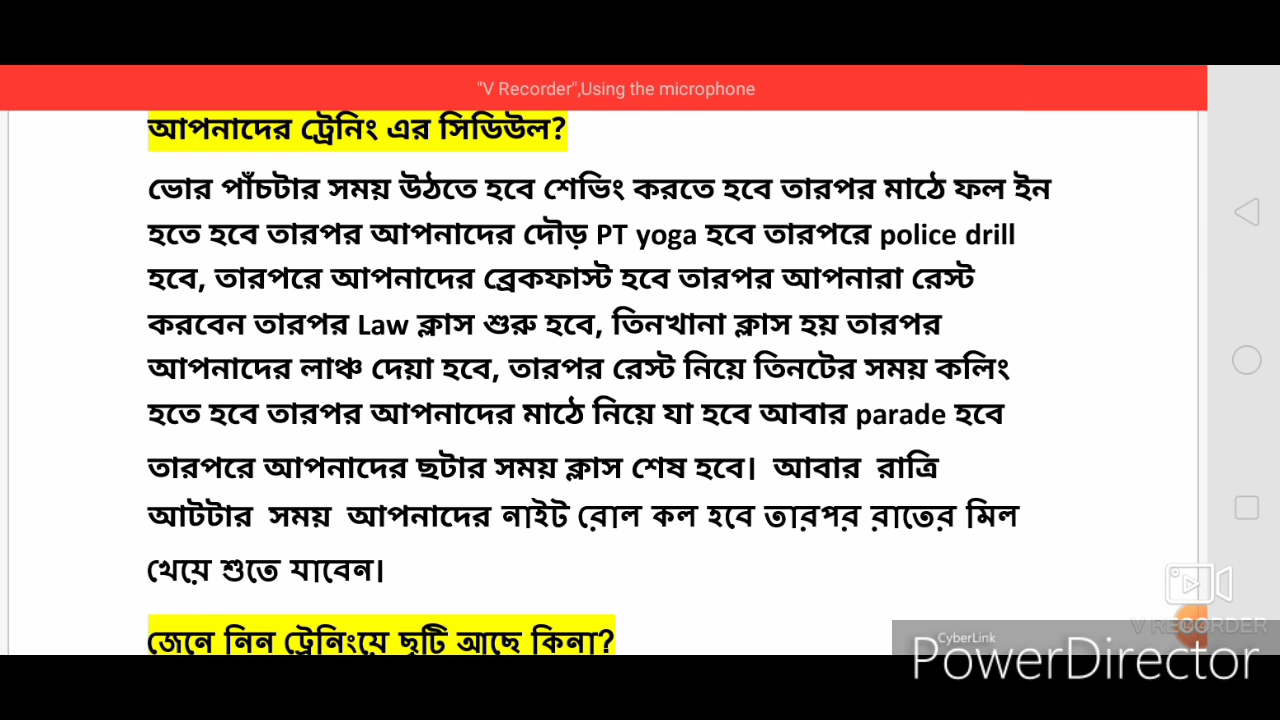 "V Recorder",Using the microphone
আপনাদের ট্রেনিং এর সিডিউল?
ভোর পাঁচটার সময় উঠতে হবে শেভিং করতে হবে তারপর মাঠে ফল ইন
হতে হবে তারপর আপনাদের দৌড় PT yoga হবে তারপরে police drill
হবে, তারপরে আপনাদের ব্রেকফাস্ট হবে তারপর আপনারা রেস্ট
করবেন তারপর Law ক্লাস শুরু হবে, তিনখানা ক্লাস হয় তারপর
আপনাদের লাঞ্চ দেয়া হবে, তারপর রেস্ট নিয়ে তিনটের সময় কলিং
হতে হবে তারপর আপনাদের মাঠে নিয়ে যা হবে আবার parade হবে
তারপরে আপনাদের ছটার সময় ক্লাস শেষ হবে। আবার রাত্রি
আটটার সময় আপনাদের নাইট রোল কল হবে তারপর রাতের মিল
খেয়ে শুতে যাবেন।
জেনে নিন ট্রেনিংয়ে ছুটি আছে কিনা?
V RECORDER
CyberLink
PowerDirector